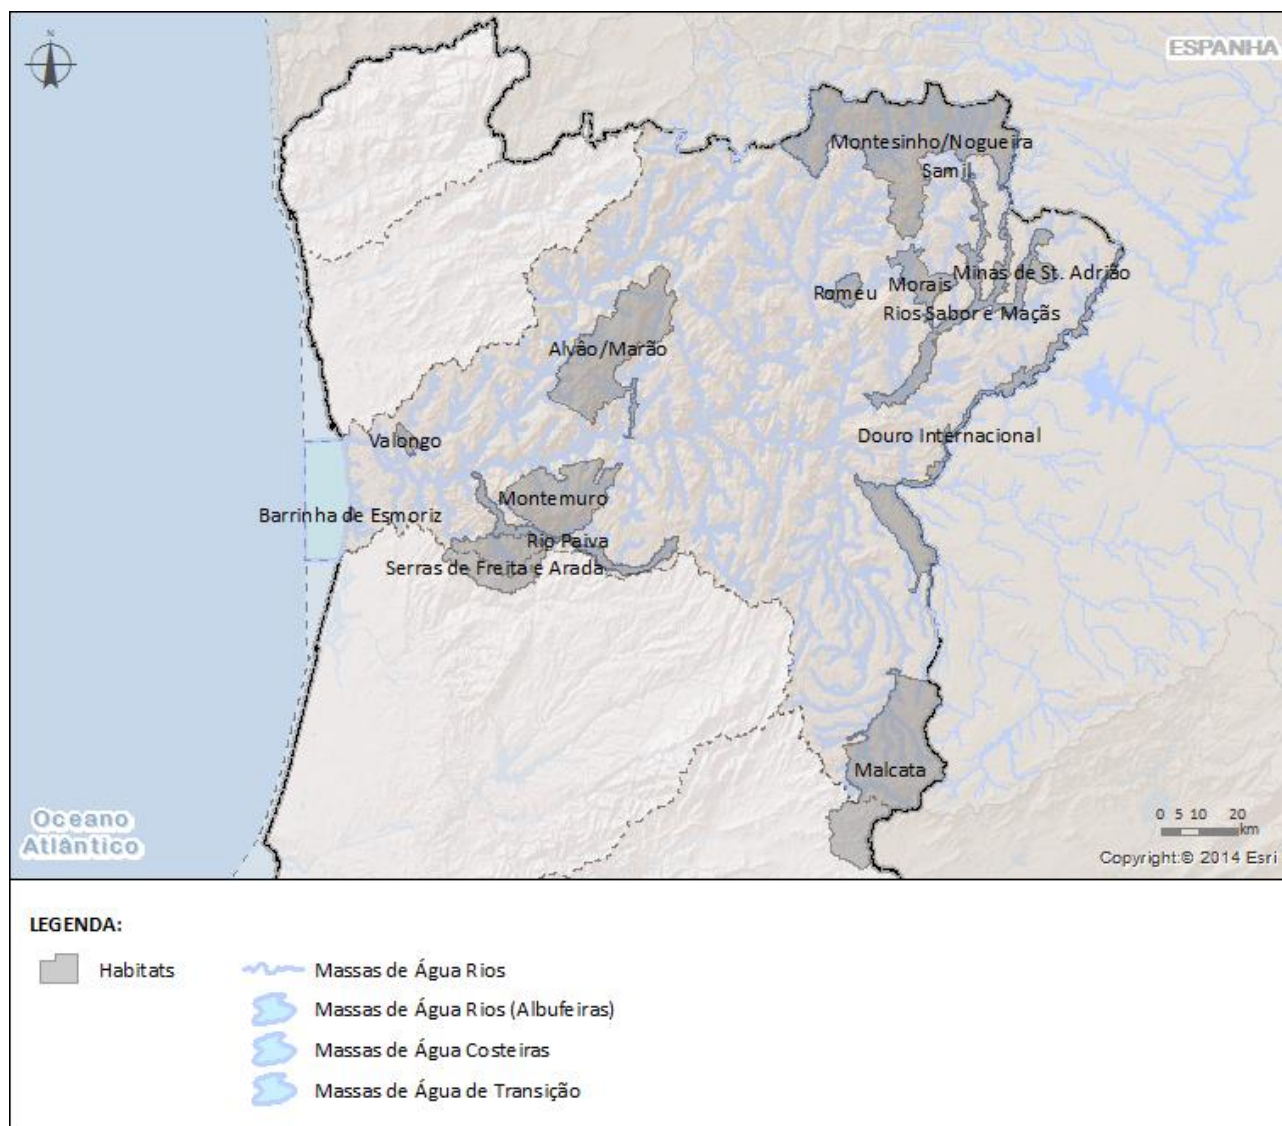 N
ESPANHA
Montesinho/Nogueira
Samil
Minas de St. Adrião
Romeu
Morais
Rios Sabor e Maçãs
Alvão/Marão
Valongo
Douro Internacional
Montemuro
Barrinha de Esmoriz
Rio Paiva
Serras de Freita e Arada
Malcata
Oceano
Atlântico
0 5 10 20
km
Copyright:© 2014 Esri
LEGENDA:
Habitats
Massas de Água Rios
Massas de Água Rios (Albufeiras)
Massas de Água Costeiras
Massas de Água de Transição